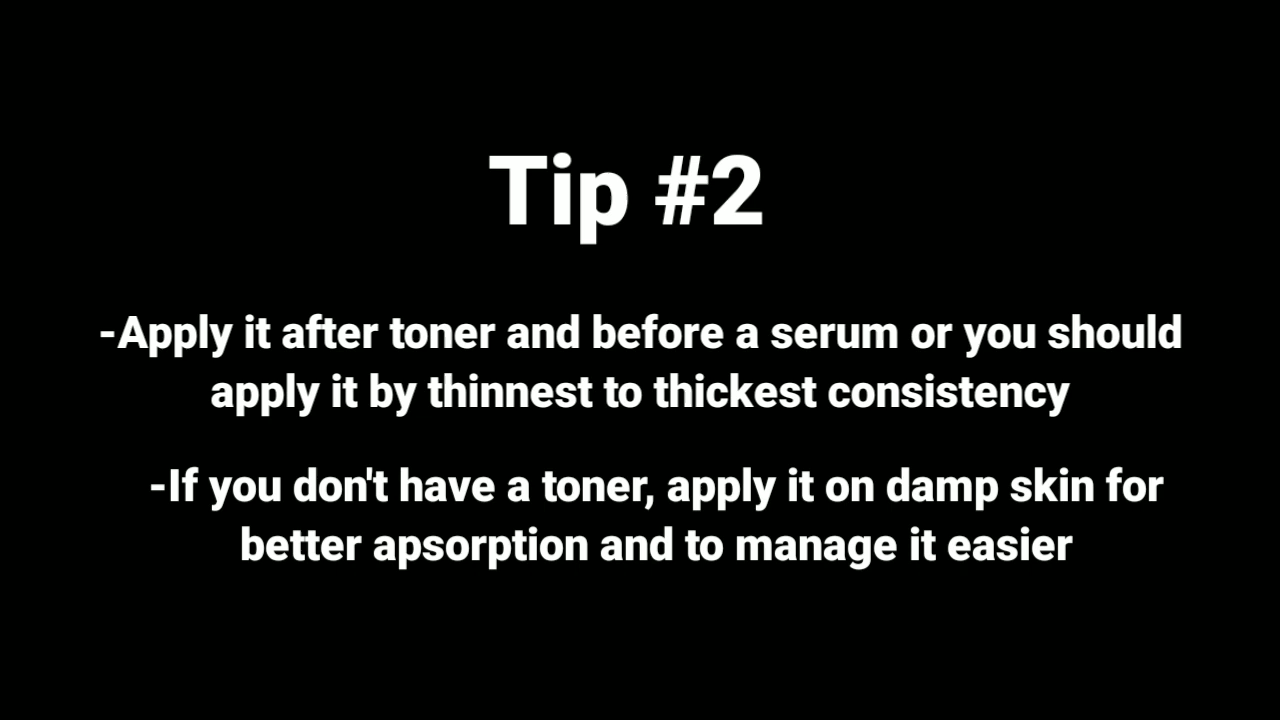 Tip #2
-Apply it after toner and before a serum or you should
apply it by thinnest to thickest consistency
-If you don't have a toner, apply it on damp skin for
better apsorption and to manage it easier